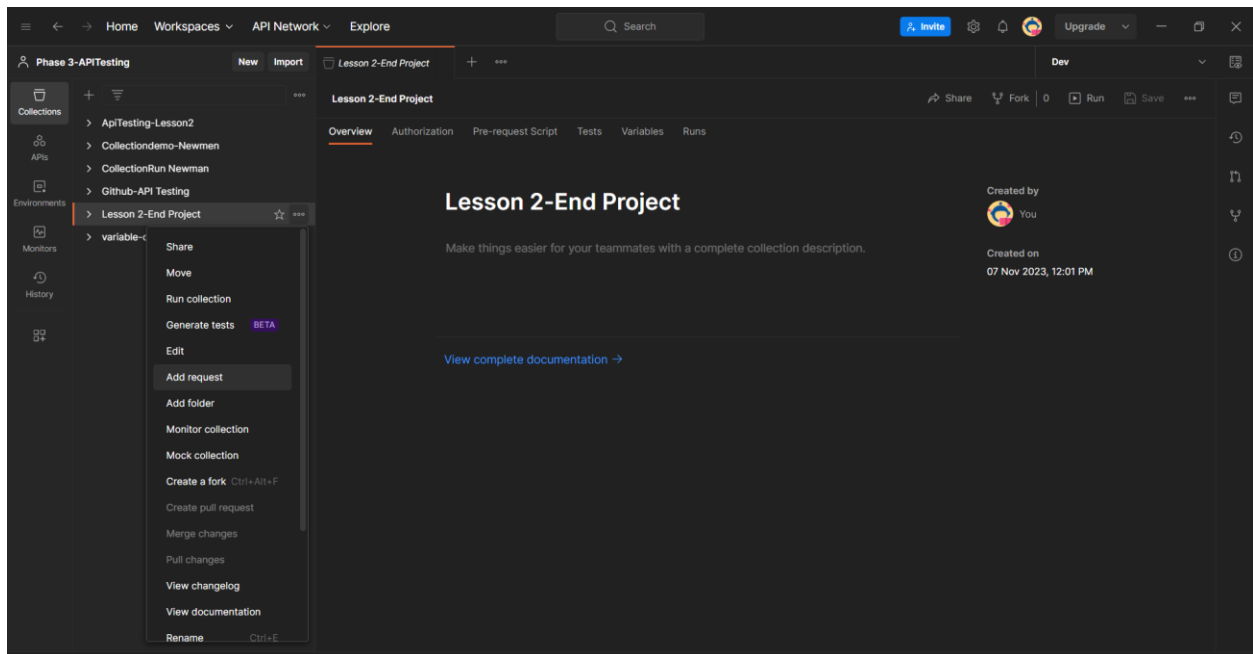 Home Workspaces API Network Explore Search Invite Upgrade
Phase 3-APITesting New Import Lesson 2-End Project Dev
Collections
APIs
Environments
Monitors
History
ApiTesting-Lesson2
Collectiondemo-Newmen
CollectionRun Newman
Github-API Testing
Lesson 2-End Project
variable-
Share
Move
Run collection
Generate tests BETA
Edit
Add request
Add folder
Monitor collection
Mock collection
Create a fork Ctrl+Alt+F
Create pull request
Merge changes
Pull changes
View changelog
View documentation
Rename Ctrl+E
Lesson 2-End Project Share Fork 0 Run Save
Overview Authorization Pre-request Script Tests Variables Runs
Lesson 2-End Project
Make things easier for your teammates with a complete collection description.
View complete documentation →
Created by
You
Created on
07 Nov 2023, 12:01 PM